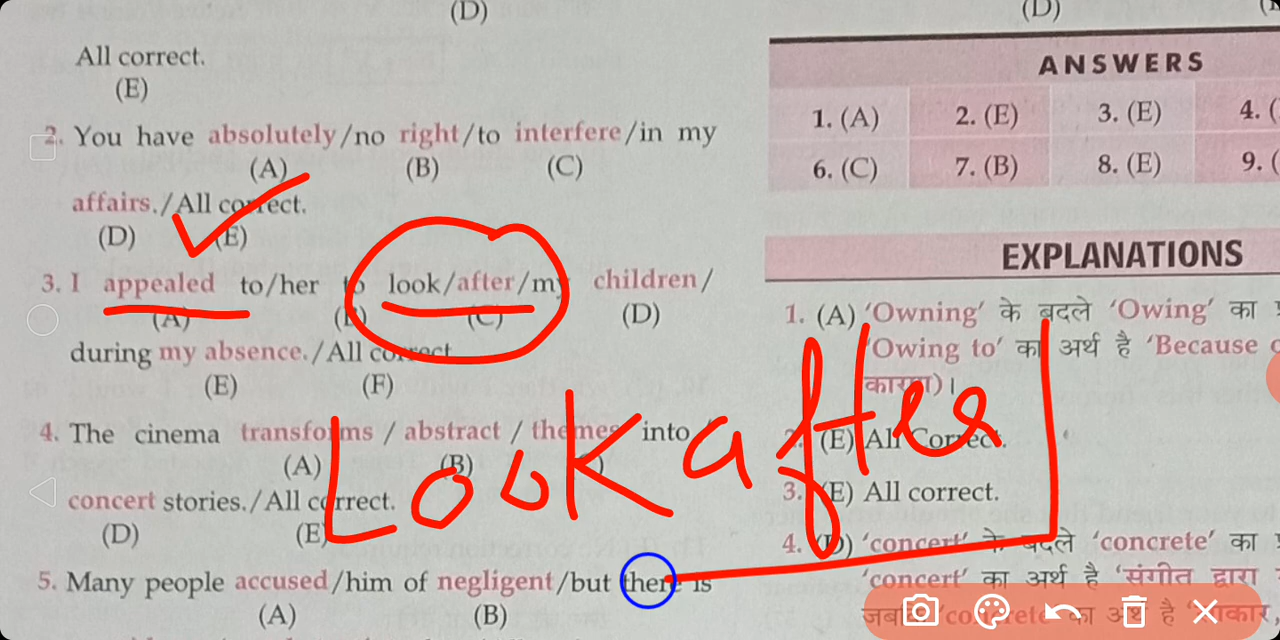 (D)
All correct.
(E)
2. You have absolutely/no right/to interfere/in my
(A) (B) (C)
affairs./All correct.
(D) (E)
3. I appealed to/her to look/after/my children/
(A) (B) (C) (D)
during my absence./All correct
(E) (F)
4. The cinema transforms / abstract / themes into
(A) (B)
concert stories./All correct.
(D) (E)
5. Many people accused/him of negligent/but there is
(A) (B)
Look after
(D)
ANSWERS
1. (A) 2. (E) 3. (E) 4. (
6. (C) 7. (B) 8. (E) 9. (
EXPLANATIONS
1. (A) 'Owning' के बदले 'Owing' का
'Owing to' का अर्थ है 'Because
कारण)।
(E) All Correct.
3. (E) All correct.
4. (D) 'concert' के बदले 'concrete' का
'concert' का अर्थ है 'संगीत द्वारा